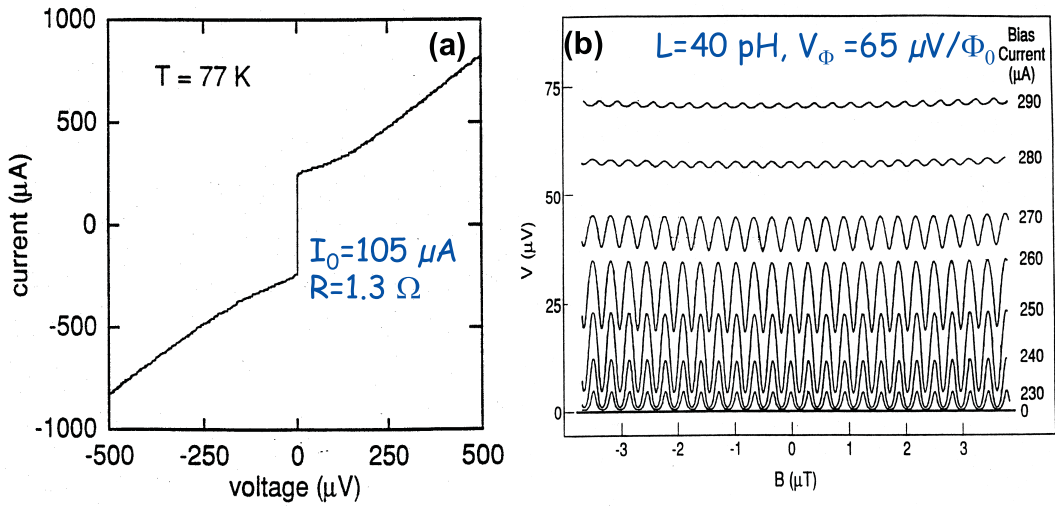 (a)
T = 77 K
I₀=105 µA
R=1.3 Ω
current (µA)
1000
500
0
-500
-1000
-500
-250
0
250
500
voltage (µV)
(b)
L=40 pH, V_Φ =65 µV/Φ₀
Bias
Current
(µA)
290
280
270
260
250
240
230
0
V (µV)
75
50
25
0
-3
-2
-1
0
1
2
3
B (µT)